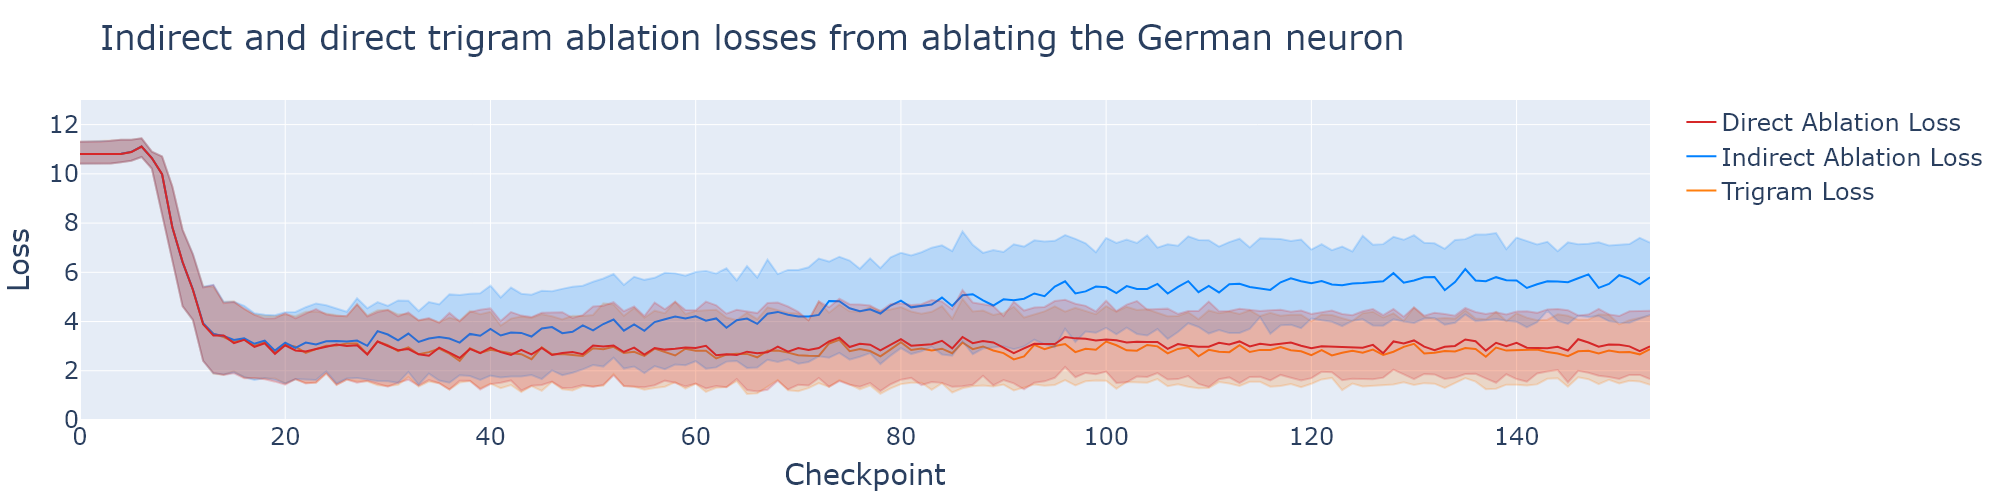 Indirect and direct trigram ablation losses from ablating the German neuron
Direct Ablation Loss
Indirect Ablation Loss
Trigram Loss
Loss
12
10
8
6
4
2
0
0 20 40 60 80 100 120 140
Checkpoint